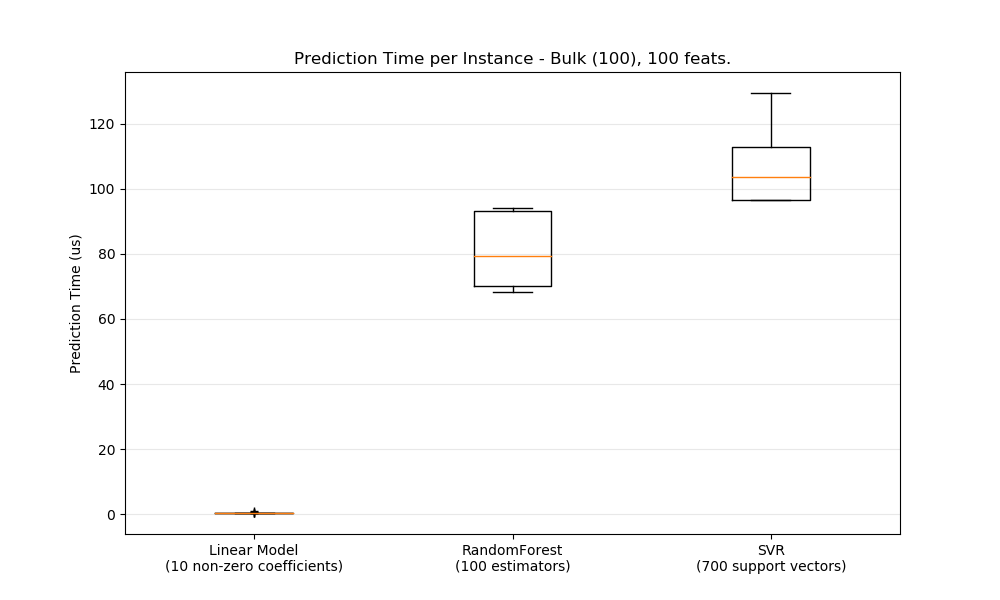 Prediction Time per Instance - Bulk (100), 100 feats.
Prediction Time (us)
120
100
80
60
40
20
0
Linear Model
(10 non-zero coefficients)
RandomForest
(100 estimators)
SVR
(700 support vectors)